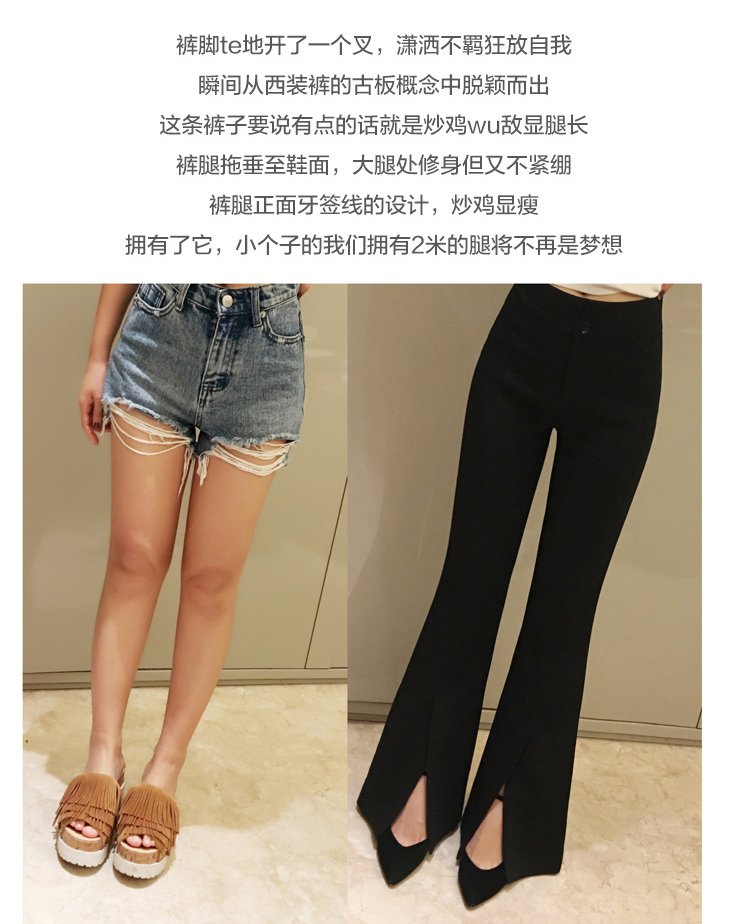 裤脚te地开了一个叉，潇洒不羁狂放自我
瞬间从西装裤的古板概念中脱颖而出
这条裤子要说有点的话就是炒鸡wu敌显腿长
裤腿拖垂至鞋面，大腿处修身但又不紧绷
裤腿正面牙签线的设计，炒鸡显瘦
拥有了它，小个子的我们拥有2米的腿将不再是梦想